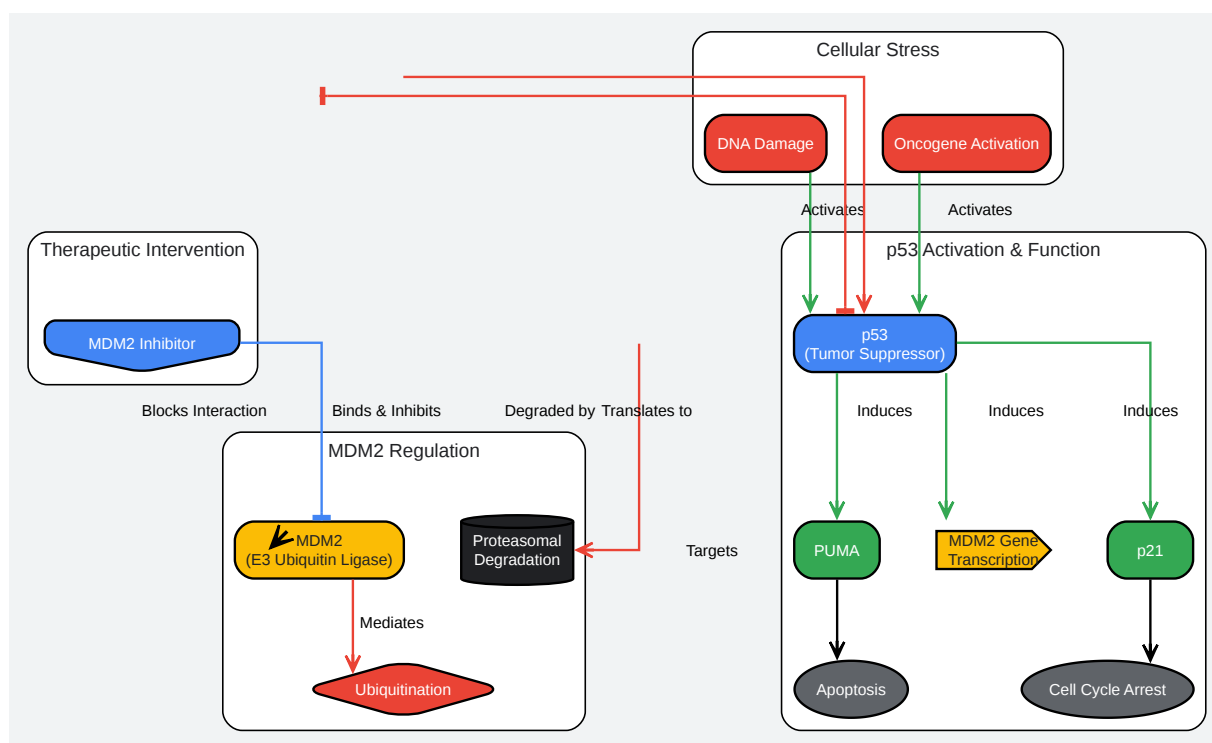 Cellular Stress
DNA Damage
Oncogene Activation
Activates
Activates
Therapeutic Intervention
p53 Activation & Function
MDM2 Inhibitor
p53
(Tumor Suppressor)
Blocks Interaction
Binds & Inhibits
Degraded by
Translates to
Induces
Induces
Induces
MDM2 Regulation
MDM2
(E3 Ubiquitin Ligase)
Proteasomal
Degradation
Targets
PUMA
MDM2 Gene
Transcription
p21
Mediates
Ubiquitination
Apoptosis
Cell Cycle Arrest